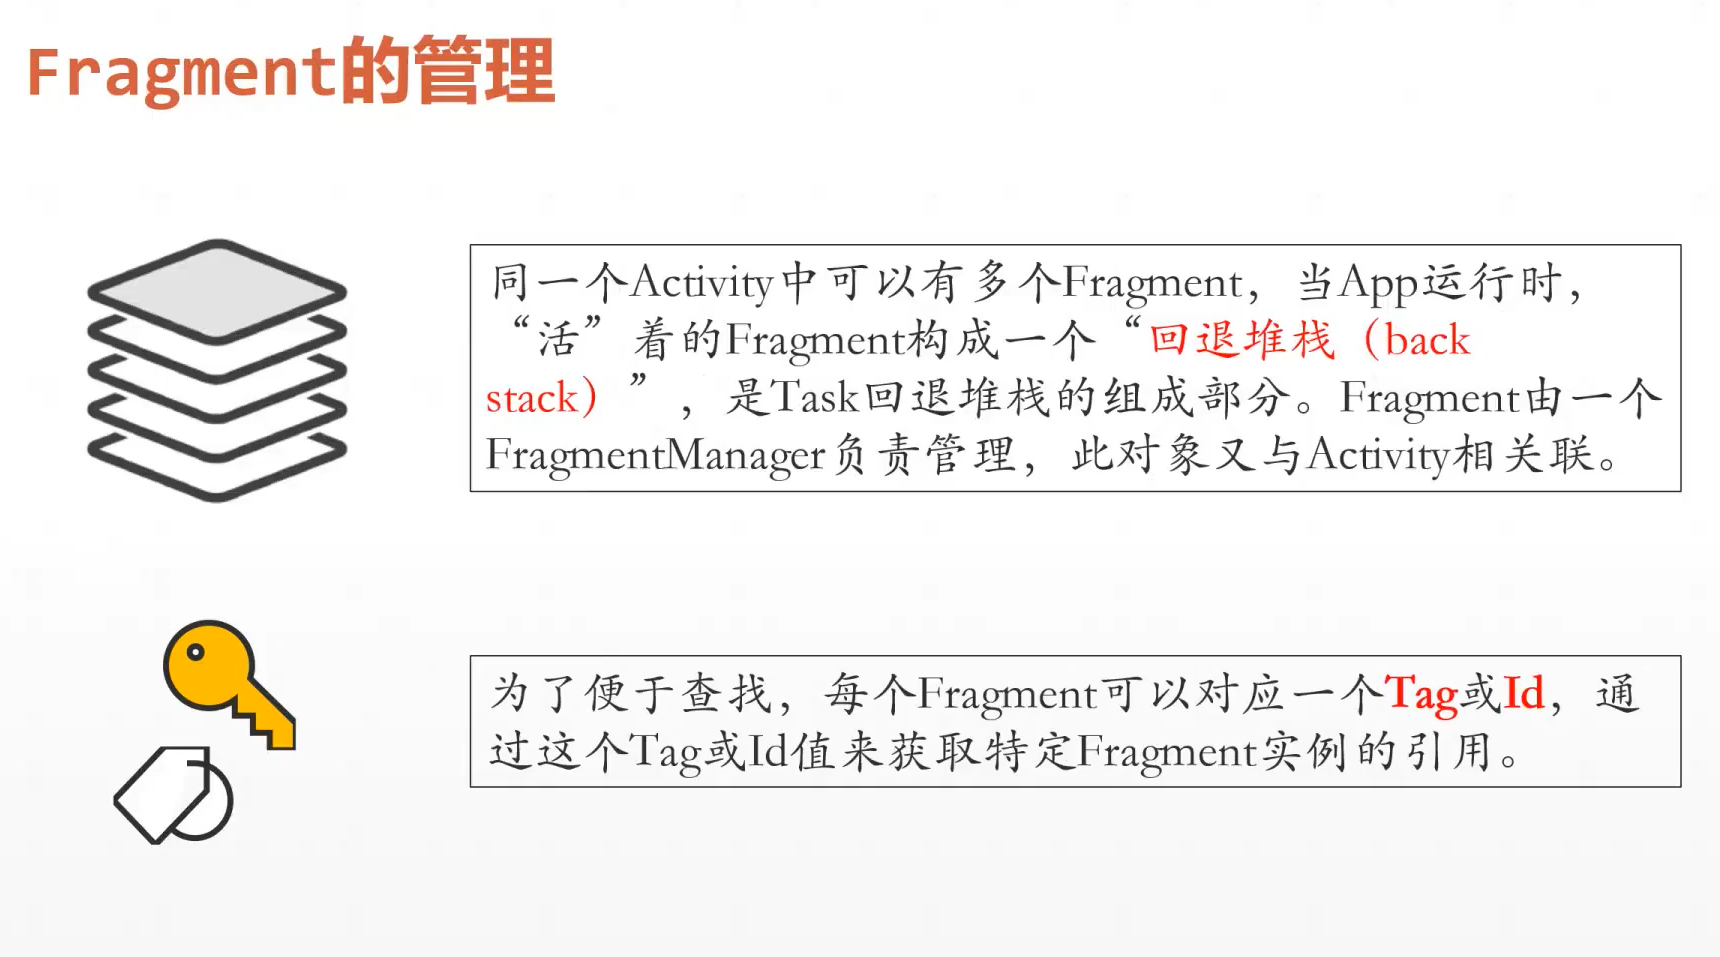 Fragment的管理
同一个Activity中可以有多个Fragment，当App运行时，
“活”着的Fragment构成一个“回退堆栈（back
stack）”，是Task回退堆栈的组成部分。Fragment由一个
FragmentManager负责管理，此对象又与Activity相关联。
为了便于查找，每个Fragment可以对应一个Tag或Id，通
过这个Tag或Id值来获取特定Fragment实例的引用。